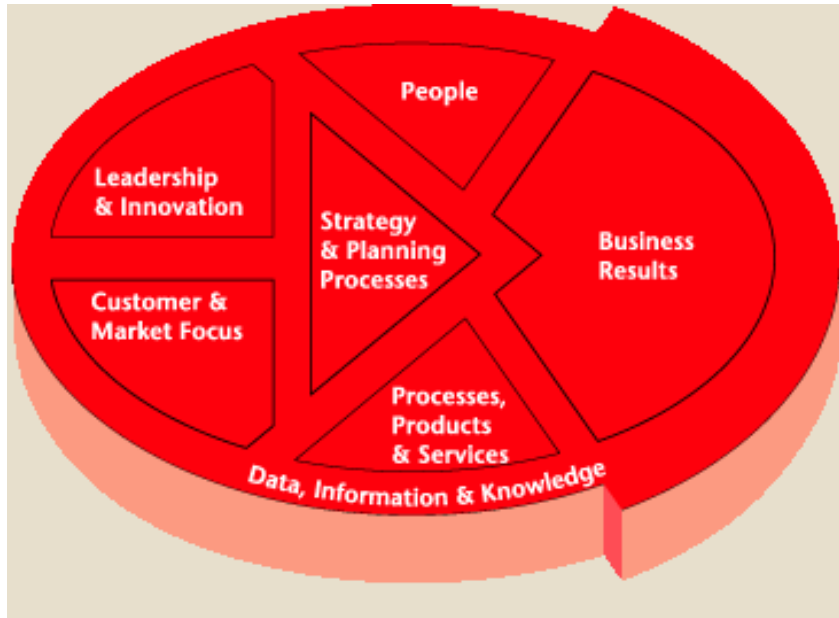 People
Leadership
& Innovation
Strategy
& Planning
Processes
Business
Results
Customer &
Market Focus
Processes,
Products
& Services
Data, Information & Knowledge